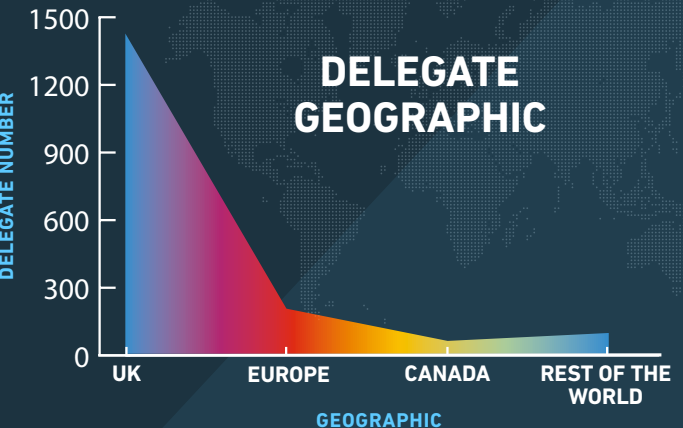 DELEGATE
GEOGRAPHIC
DELEGATE NUMBER
1500
1200
900
600
300
0
UK
EUROPE
CANADA
REST OF THE
WORLD
GEOGRAPHIC